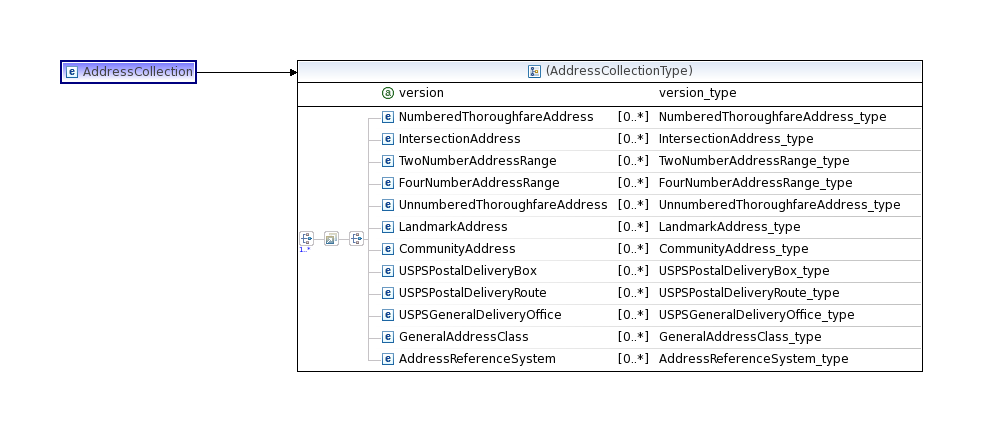 e AddressCollection
(AddressCollectionType)
a version version_type
e NumberedThoroughfareAddress [0..*] NumberedThoroughfareAddress_type
e IntersectionAddress [0..*] IntersectionAddress_type
e TwoNumberAddressRange [0..*] TwoNumberAddressRange_type
e FourNumberAddressRange [0..*] FourNumberAddressRange_type
e UnnumberedThoroughfareAddress [0..*] UnnumberedThoroughfareAddress_type
e LandmarkAddress [0..*] LandmarkAddress_type
1..*
e CommunityAddress [0..*] CommunityAddress_type
e USPSPostalDeliveryBox [0..*] USPSPostalDeliveryBox_type
e USPSPostalDeliveryRoute [0..*] USPSPostalDeliveryRoute_type
e USPSGeneralDeliveryOffice [0..*] USPSGeneralDeliveryOffice_type
e GeneralAddressClass [0..*] GeneralAddressClass_type
e AddressReferenceSystem [0..*] AddressReferenceSystem_type